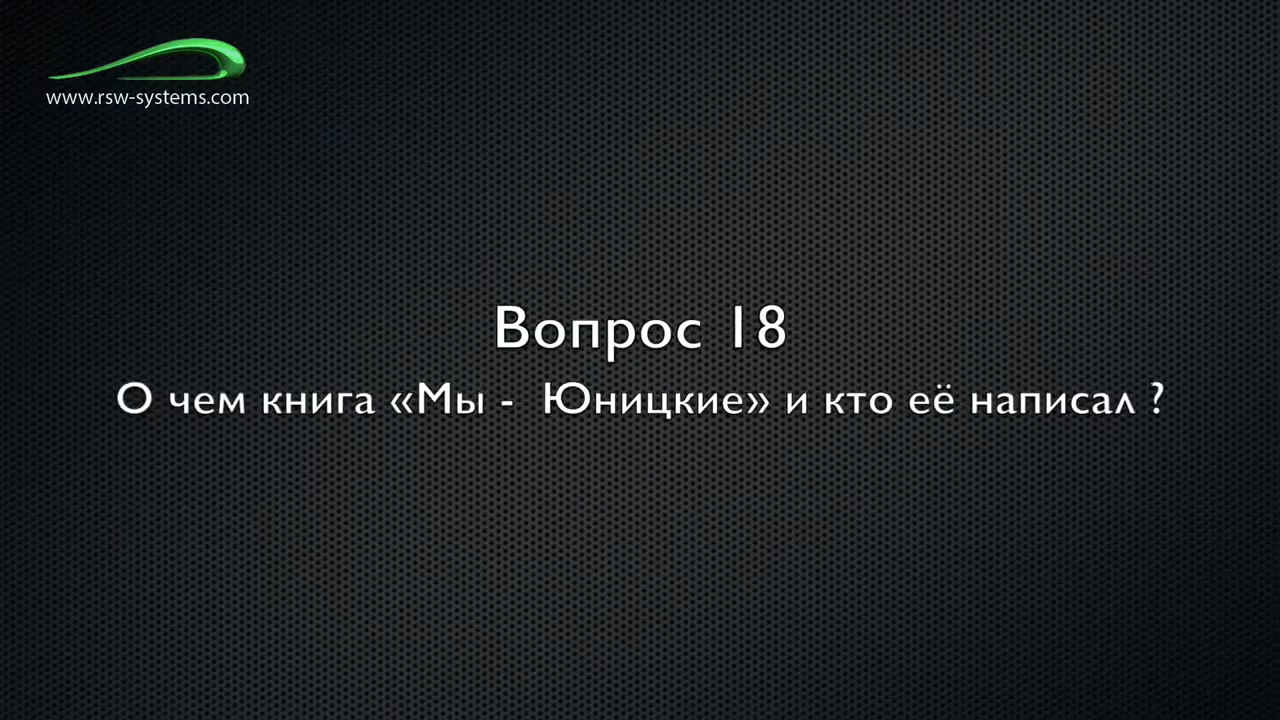 www.rsw-systems.com
Вопрос 18
О чем книга «Мы - Юницкие» и кто её написал ?